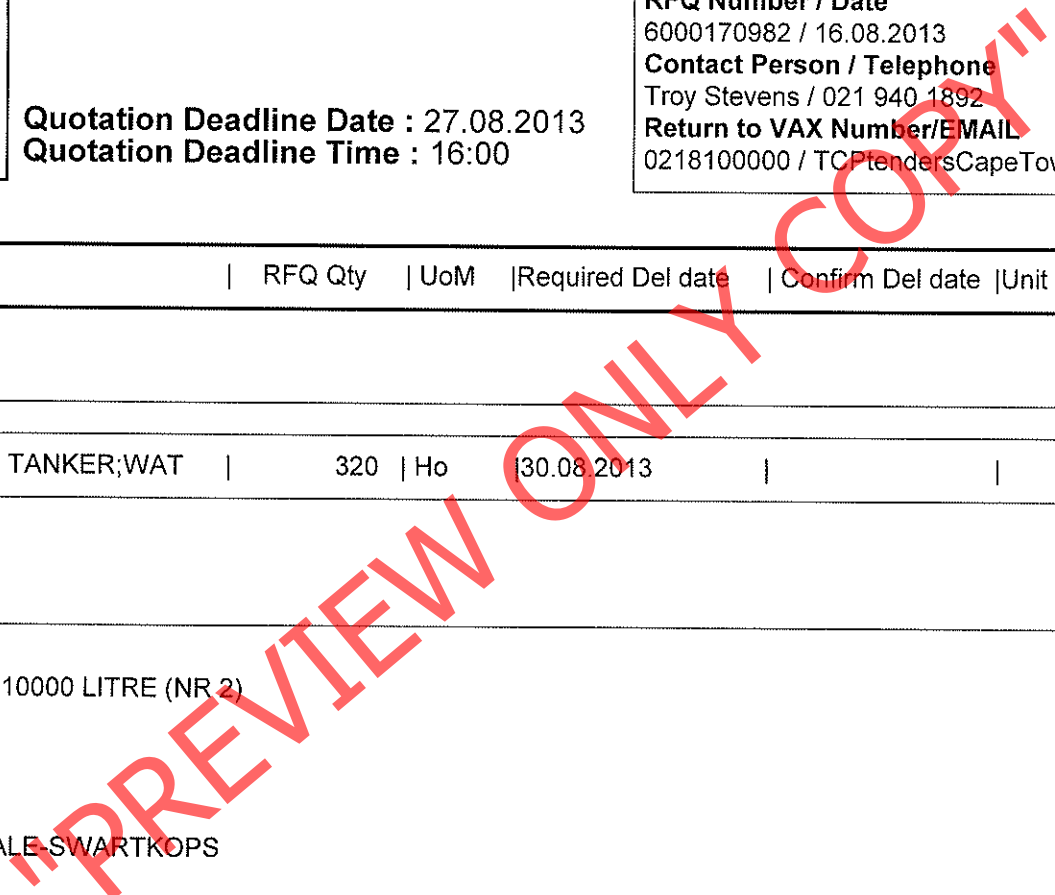 RFQ Number / Date
6000170982 / 16.08.2013
Contact Person / Telephone
Troy Stevens / 021 940 1892
Quotation Deadline Date : 27.08.2013
Quotation Deadline Time : 16:00
Return to VAX Number/EMAIL
0218100000 / TCPtendersCapeTov
| RFQ Qty | UoM |Required Del date | Confirm Del date |Unit
TANKER;WAT | 320 | Ho |30.08.2013 | |
10000 LITRE (NR 2)
ALE-SWARTKOPS
"PREVIEW ONLY COPY"